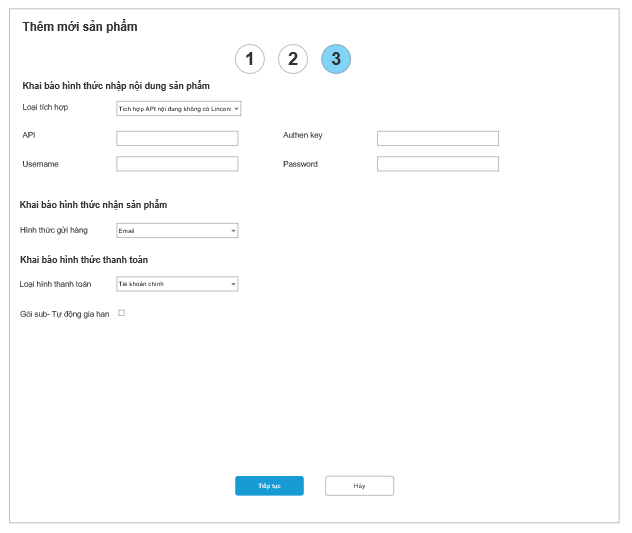 Thêm mới sản phẩm
1 2 3
Khai báo hình thức nhập nội dung sản phẩm
Loại tích hợp Tích hợp API nội dung không có Lincen
API Authen key
Username Password
Khai báo hình thức nhận sản phẩm
Hình thức gửi hàng Email
Khai báo hình thức thanh toán
Loại hình thanh toán Tài khoản chính
Gói sub- Tự động gia han
Tiếp tục Hủy